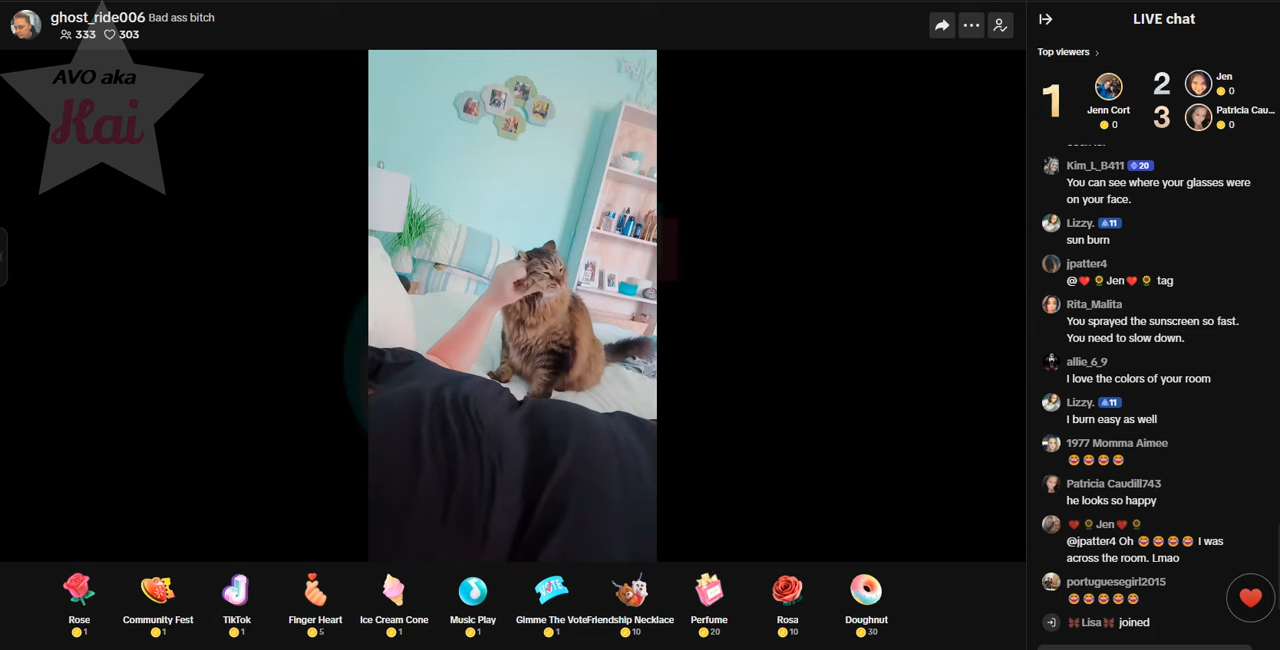 ghost_ride006 Bad ass bitch
333 303
AVO aka
Kai
LIVE chat
Top viewers
1
Jenn Cort
0
2
Jen
0
3
Patricia Cau...
0
Kim_L_B411 20
You can see where your glasses were
on your face.
Lizzy. 11
sun burn
jpatter4
@❤️🌻Jen❤️🌻 tag
Rita_Malita
You sprayed the sunscreen so fast.
You need to slow down.
allie_6_9
I love the colors of your room
Lizzy. 11
I burn easy as well
1977 Momma Aimee
😂😂😂😂
Patricia Caudill743
he looks so happy
❤️🌻Jen❤️🌻
@jpatter4 Oh 😂😂😂😂 I was
across the room. Lmao
portuguesegirl2015
😂😂😂😂😂
🦋Lisa🦋 joined
Rose
1
Community Fest
1
TikTok
1
Finger Heart
5
Ice Cream Cone
1
Music Play
1
Gimme The Vote
1
Friendship Necklace
10
Perfume
20
Rosa
10
Doughnut
30